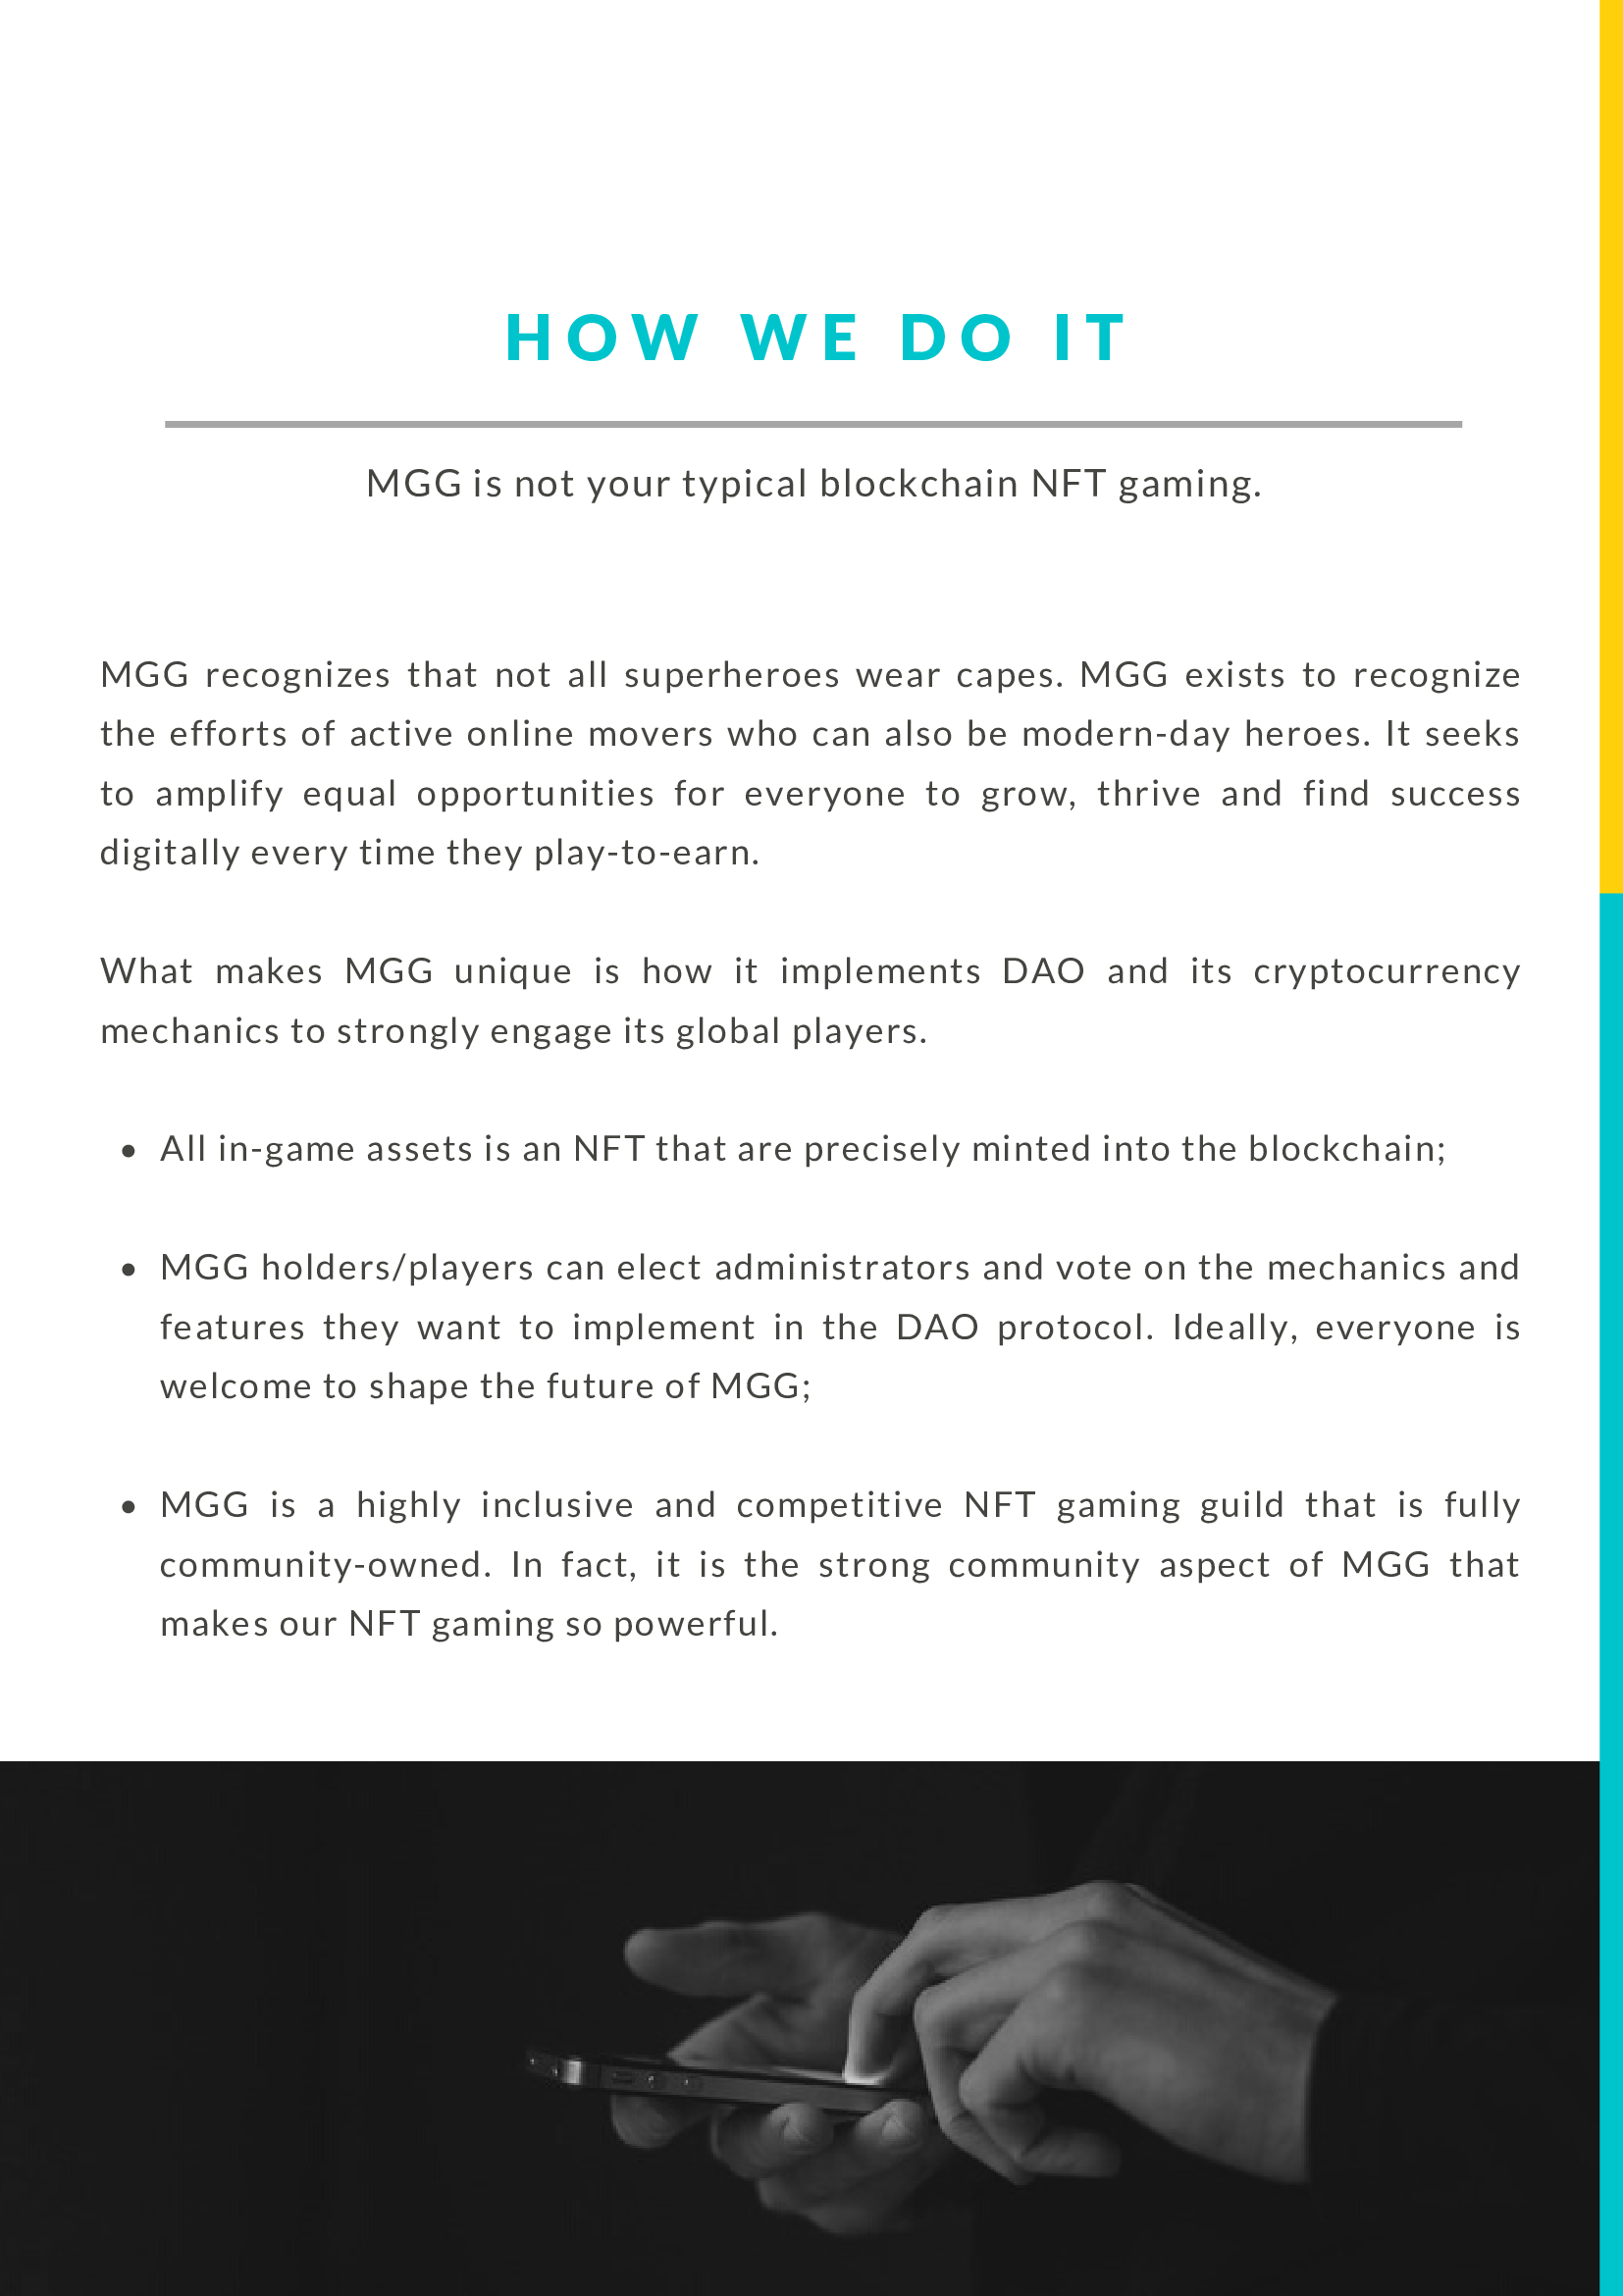 HOW WE DO IT
MGG is not your typical blockchain NFT gaming.
MGG recognizes that not all superheroes wear capes. MGG exists to recognize
the efforts of active online movers who can also be modern-day heroes. It seeks
to amplify equal opportunities for everyone to grow, thrive and find success
digitally every time they play-to-earn.
What makes MGG unique is how it implements DAO and its cryptocurrency
mechanics to strongly engage its global players.
• All in-game assets is an NFT that are precisely minted into the blockchain;
• MGG holders/players can elect administrators and vote on the mechanics and
features they want to implement in the DAO protocol. Ideally, everyone is
welcome to shape the future of MGG;
• MGG is a highly inclusive and competitive NFT gaming guild that is fully
community-owned. In fact, it is the strong community aspect of MGG that
makes our NFT gaming so powerful.